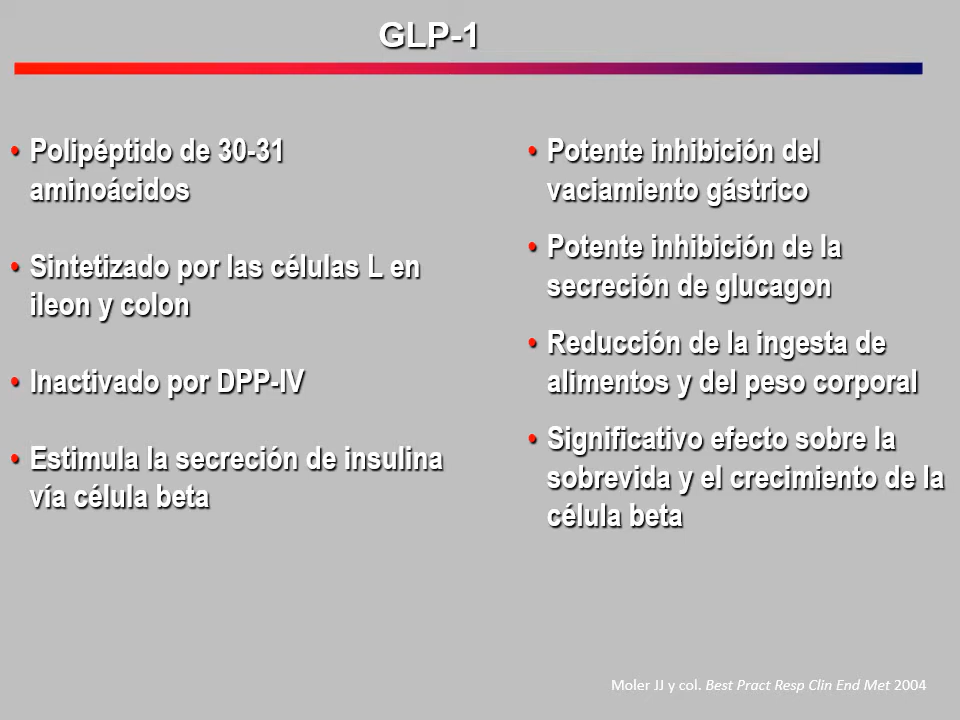 GLP-1
• Polipéptido de 30-31
aminoácidos
• Sintetizado por las células L en
ileon y colon
• Inactivado por DPP-IV
• Estimula la secreción de insulina
vía célula beta
• Potente inhibición del
vaciamiento gástrico
• Potente inhibición de la
secreción de glucagon
• Reducción de la ingesta de
alimentos y del peso corporal
• Significativo efecto sobre la
sobrevida y el crecimiento de la
célula beta
Moler JJ y col. Best Pract Resp Clin End Met 2004